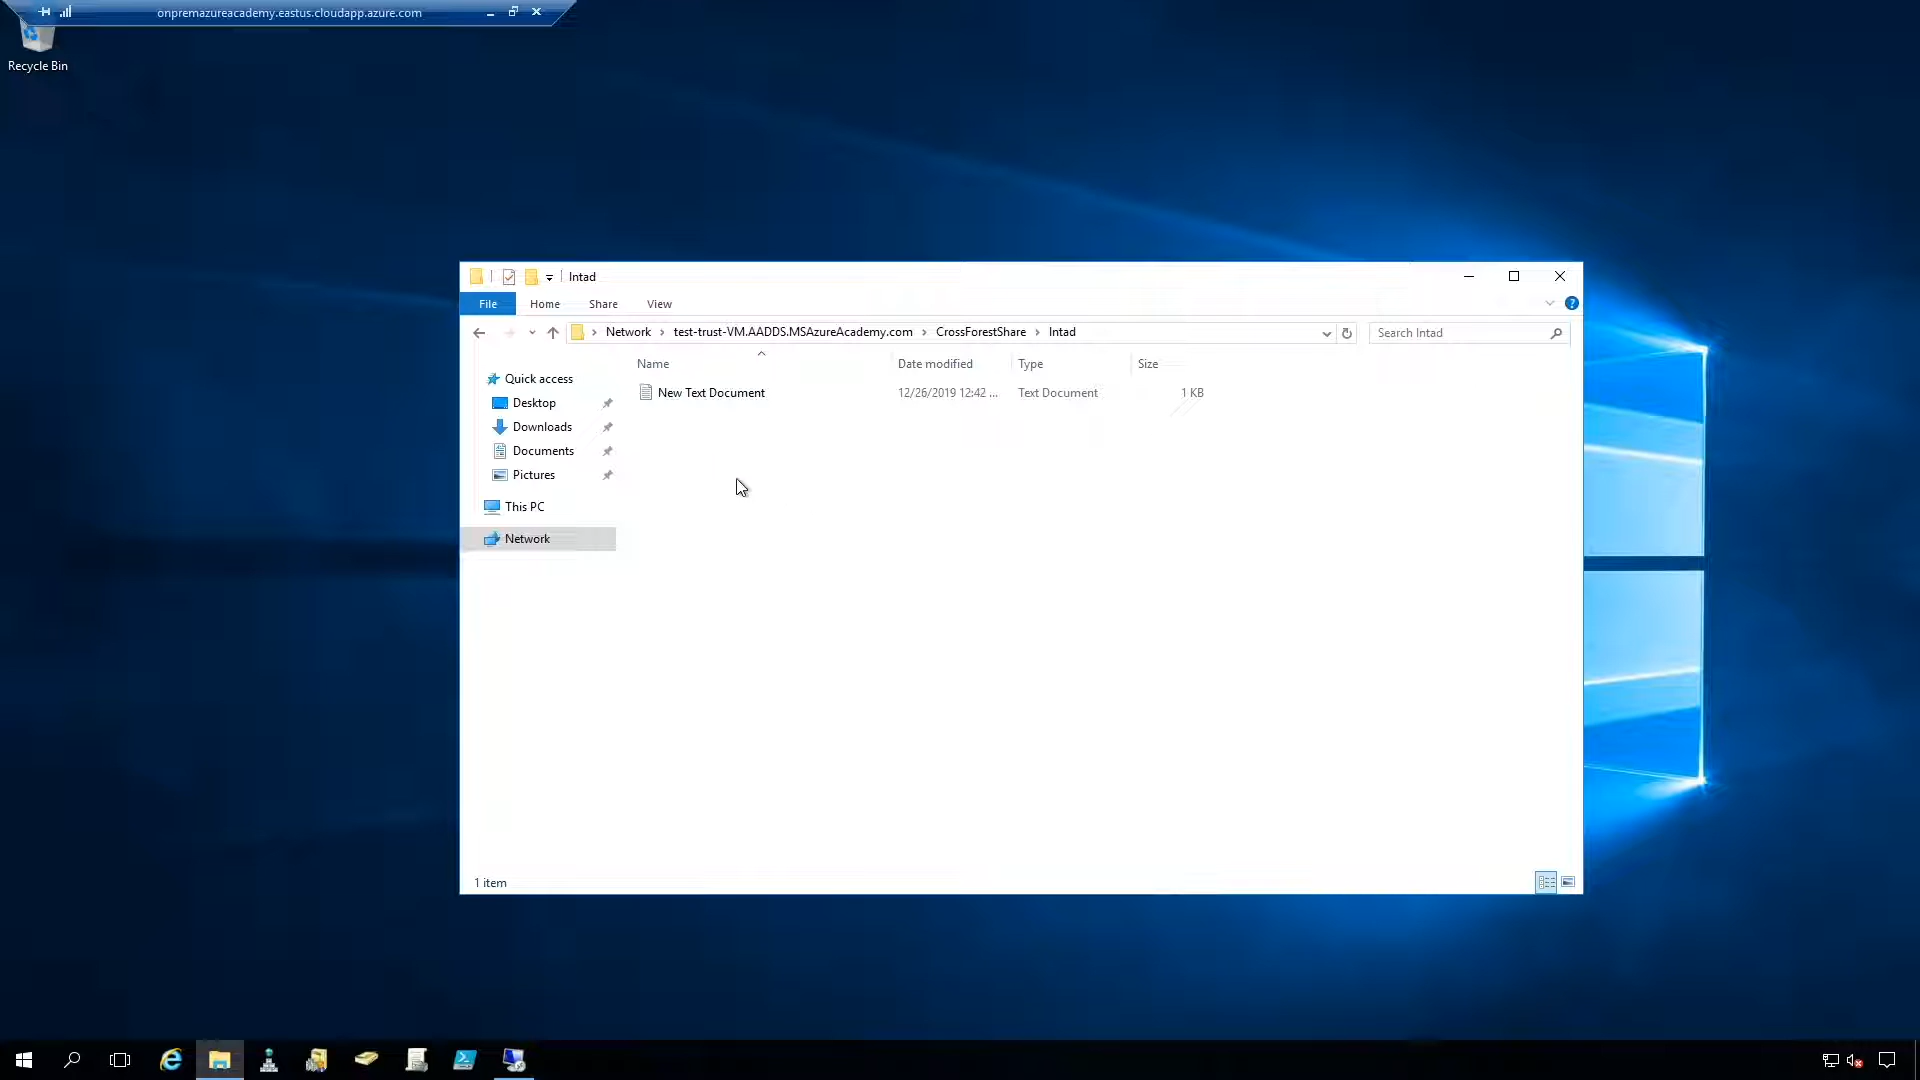 onpremazureacademy.eastus.cloudapp.azure.com
Recycle Bin
Intad
File Home Share View
Network test-trust-VM.AADDS.MSAzureAcademy.com CrossForestShare Intad
Search Intad
Name Date modified Type Size
New Text Document 12/26/2019 12:42 ... Text Document 1 KB
Quick access
Desktop
Downloads
Documents
Pictures
This PC
Network
1 item